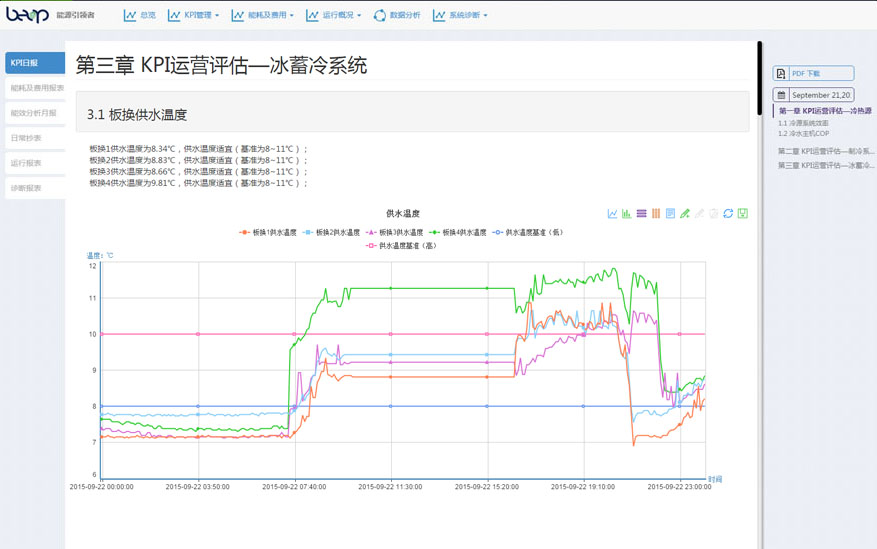 beop 能源引领者
总览
KPI管理
能耗及费用
运行概况
数据分析
系统诊断
KPI日报
能耗及费用报表
能效分析月报
日常抄表
运行报表
诊断报表
第三章 KPI运营评估—冰蓄冷系统
3.1 板换供水温度
板换1供水温度为8.34℃，供水温度适宜（基准为8~11℃）；
板换2供水温度为8.83℃，供水温度适宜（基准为8~11℃）；
板换3供水温度为8.66℃，供水温度适宜（基准为8~11℃）；
板换4供水温度为9.81℃，供水温度适宜（基准为8~11℃）；
供水温度
板换1供水温度 板换2供水温度 板换3供水温度 板换4供水温度 供水温度基准（低）
供水温度基准（高）
温度：℃
12
11
10
9
8
7
6
2015-09-22 00:00:00 2015-09-22 03:50:00 2015-09-22 07:40:00 2015-09-22 11:30:00 2015-09-22 15:20:00 2015-09-22 19:10:00 2015-09-22 23:00:00
时间
PDF 下载
September 21,20
第一章 KPI运营评估—冷热源
1.1 冷源系统效率
1.2 冷水主机COP
第二章 KPI运营评估—制冷系...
第三章 KPI运营评估—冰蓄冷...